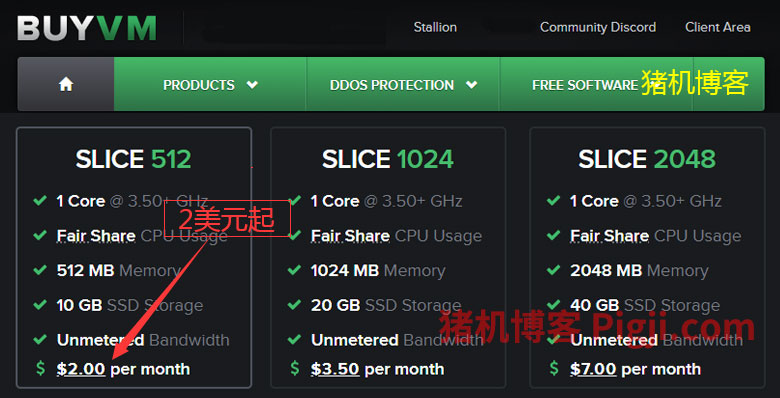 BUYVM
Stallion
Community Discord
Client Area
PRODUCTS
DDOS PROTECTION
FREE SOFTWARE
猪机博客
SLICE 512
1 Core @ 3.50+ GHz
Fair Share CPU Usage
512 MB Memory
10 GB SSD Storage
Unmetered Bandwidth
$ $2.00 per month
2美元起
SLICE 1024
1 Core @ 3.50+ GHz
Fair Share CPU Usage
1024 MB Memory
20 GB SSD Storage
Unmetered Bandwidth
$ $3.50 per month
SLICE 2048
1 Core @ 3.50+ GHz
Fair Share CPU Usage
2048 MB Memory
40 GB SSD Storage
Unmetered Bandwidth
$ $7.00 per month
猪机博客 Pigji.com